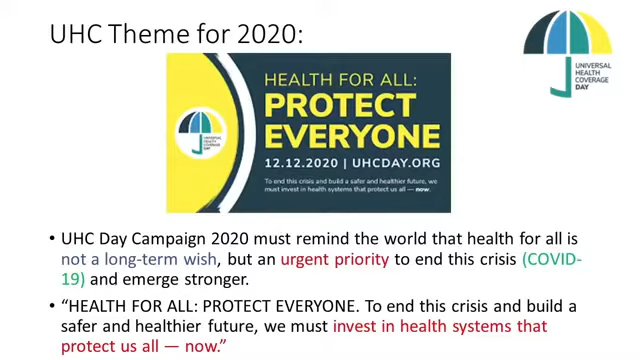 UHC Theme for 2020:
UNIVERSAL
HEALTH
COVERAGE
DAY
HEALTH FOR ALL:
PROTECT
EVERYONE
12.12.2020 | UHCDAY.ORG
To end this crisis and build a safer and healthier future, we
must invest in health systems that protect us all — now.
UNIVERSAL
HEALTH
COVERAGE
DAY
• UHC Day Campaign 2020 must remind the world that health for all is
not a long-term wish, but an urgent priority to end this crisis (COVID-
19) and emerge stronger.
• “HEALTH FOR ALL: PROTECT EVERYONE. To end this crisis and build a
safer and healthier future, we must invest in health systems that
protect us all — now.”